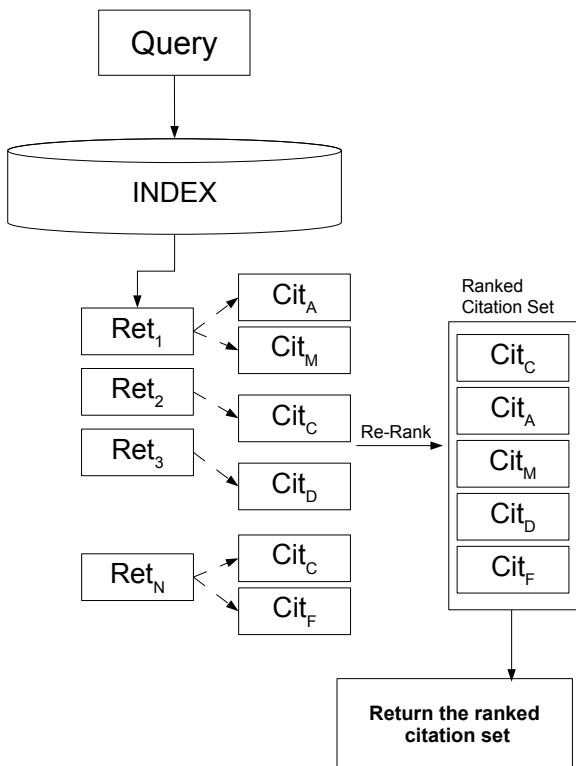 Query
INDEX
Ret1
CitA
CitM
Ret2
CitC
Ret3
CitD
RetN
CitC
CitF
Re-Rank
Ranked
Citation Set
CitC
CitA
CitM
CitD
CitF
Return the ranked
citation set